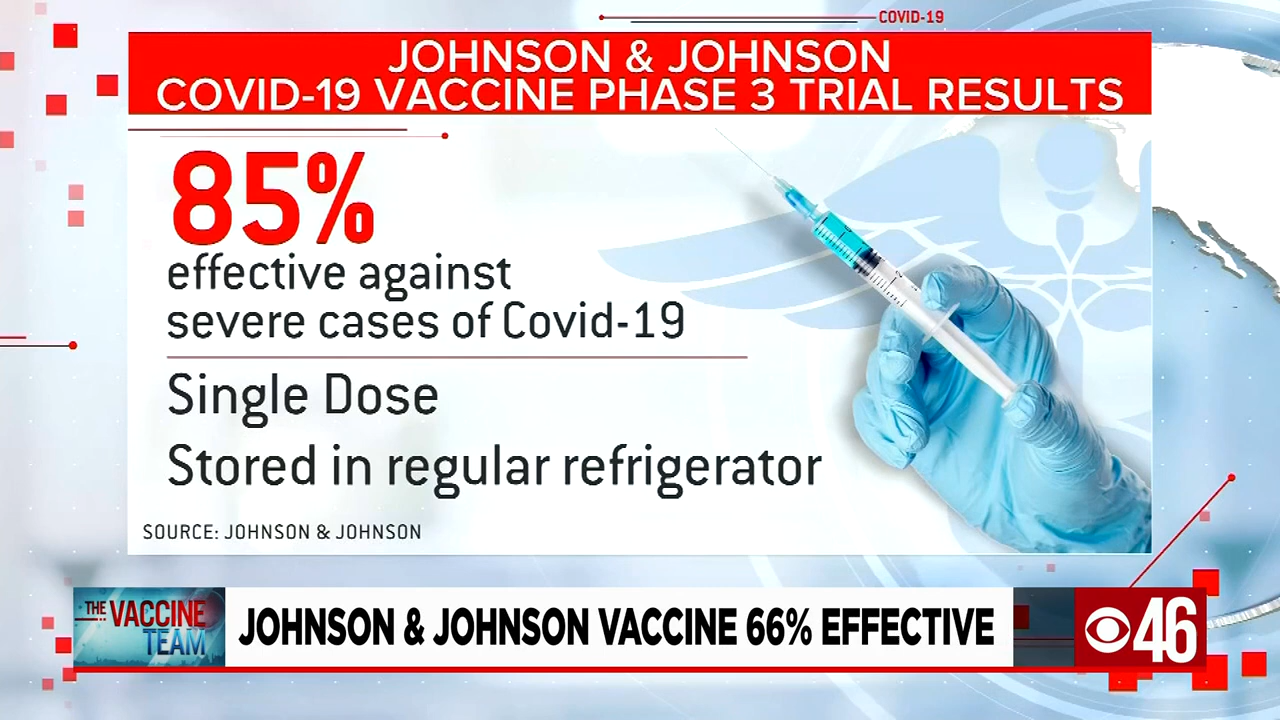 COVID-19
JOHNSON & JOHNSON
COVID-19 VACCINE PHASE 3 TRIAL RESULTS
85%
effective against
severe cases of Covid-19
Single Dose
Stored in regular refrigerator
SOURCE: JOHNSON & JOHNSON
THE VACCINE
TEAM
JOHNSON & JOHNSON VACCINE 66% EFFECTIVE
46